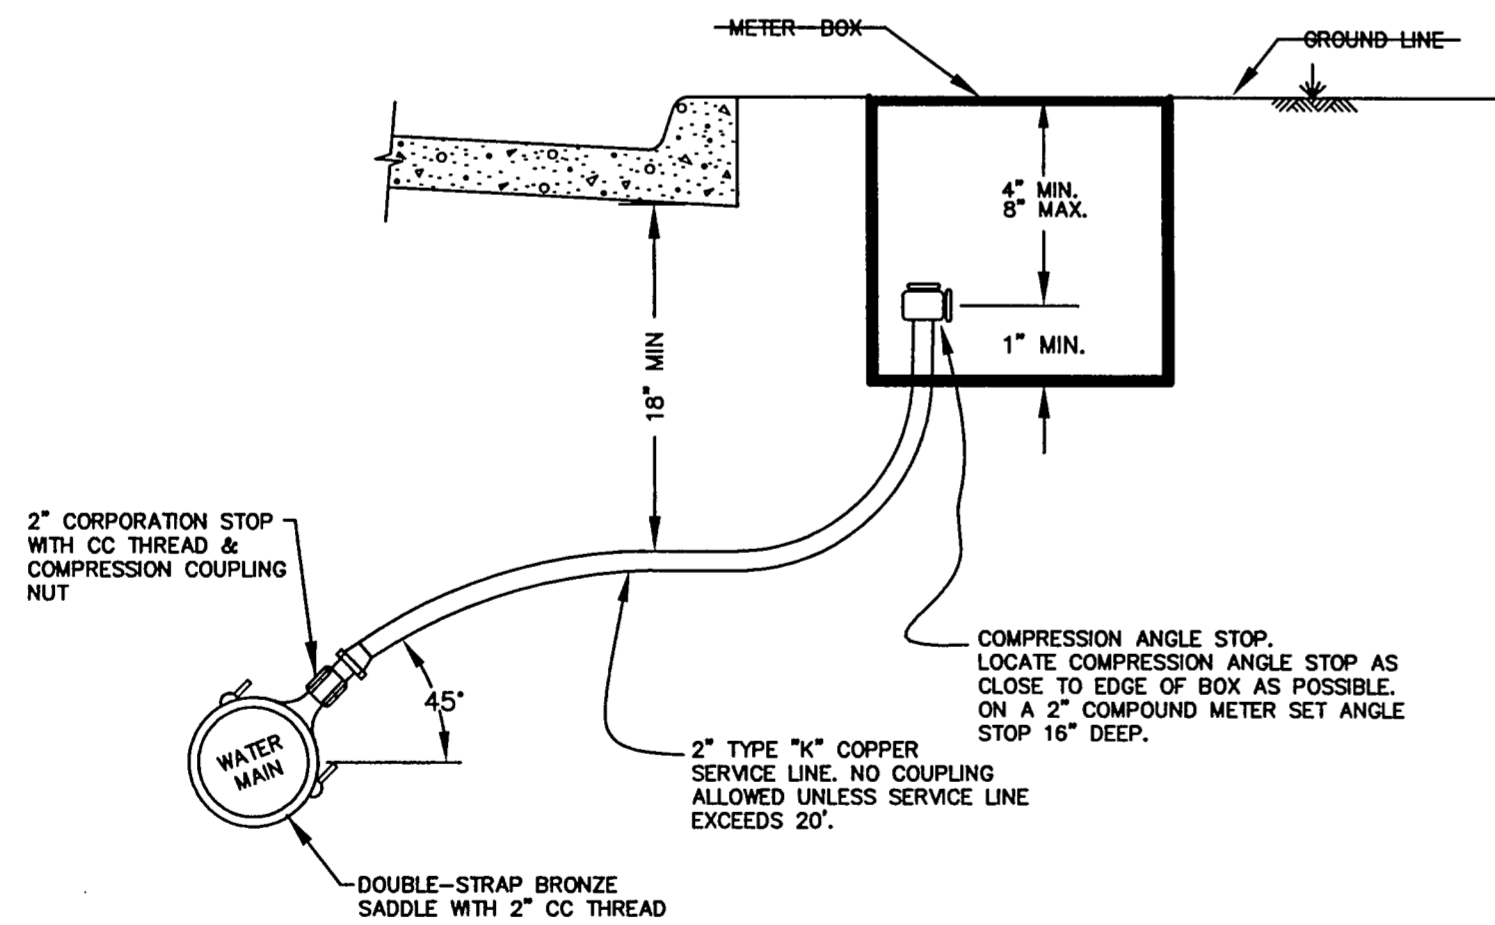 METER BOX
GROUND LINE
4" MIN.
8" MAX.
1" MIN.
18" MIN
2" CORPORATION STOP
WITH CC THREAD &
COMPRESSION COUPLING
NUT
45°
WATER
MAIN
COMPRESSION ANGLE STOP.
LOCATE COMPRESSION ANGLE STOP AS
CLOSE TO EDGE OF BOX AS POSSIBLE.
ON A 2" COMPOUND METER SET ANGLE
STOP 16" DEEP.
2" TYPE "K" COPPER
SERVICE LINE. NO COUPLING
ALLOWED UNLESS SERVICE LINE
EXCEEDS 20'.
DOUBLE-STRAP BRONZE
SADDLE WITH 2" CC THREAD